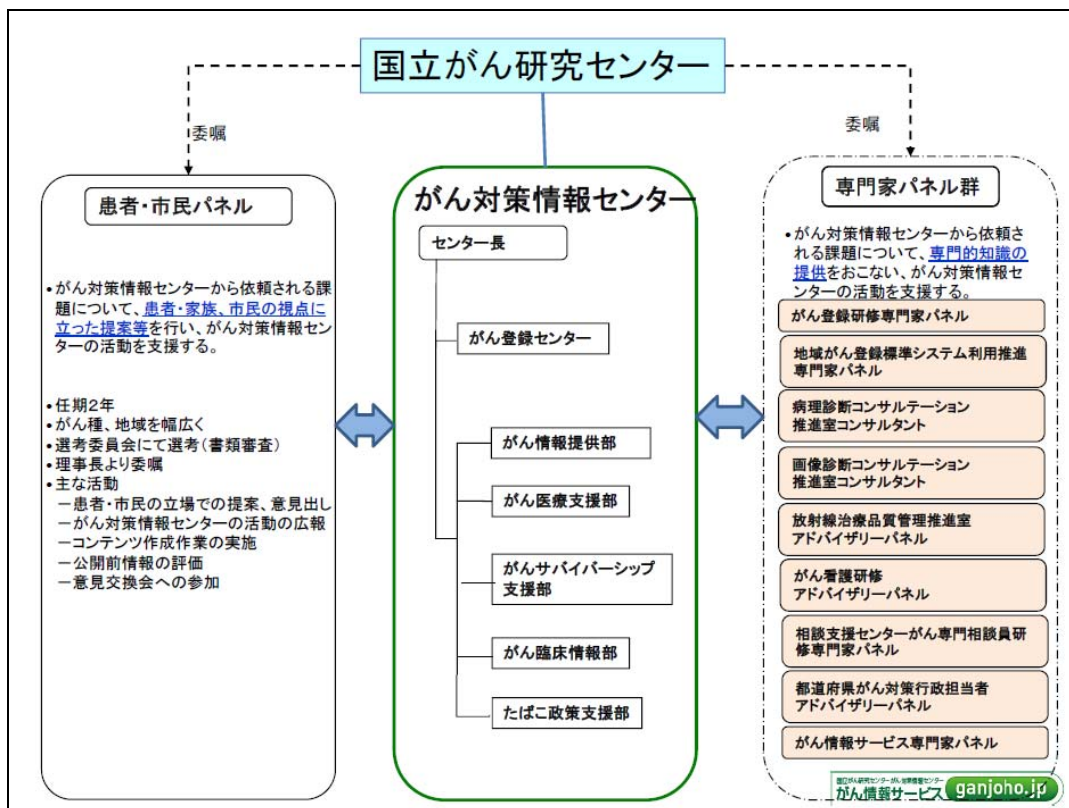 国立がん研究センター
委嘱
委嘱
患者・市民パネル
•がん対策情報センターから依頼される課
題について、患者・家族、市民の視点に
立った提案等を行い、がん対策情報セン
ターの活動を支援する。
•任期2年
•がん種、地域を幅広く
•選考委員会にて選考(書類審査)
•理事長より委嘱
•主な活動
－患者・市民の立場での提案、意見出し
－がん対策情報センターの活動の広報
－コンテンツ作成作業の実施
－公開前情報の評価
－意見交換会への参加
がん対策情報センター
センター長
がん登録センター
がん情報提供部
がん医療支援部
がんサバイバーシップ
支援部
がん臨床情報部
たばこ政策支援部
専門家パネル群
•がん対策情報センターから依頼さ
れる課題について、専門的知識の
提供をおこない、がん対策情報セ
ンターの活動を支援する。
がん登録研修専門家パネル
地域がん登録標準システム利用推進
専門家パネル
病理診断コンサルテーション
推進室コンサルタント
画像診断コンサルテーション
推進室コンサルタント
放射線治療品質管理推進室
アドバイザリーパネル
がん看護研修
アドバイザリーパネル
相談支援センターがん専門相談員研
修専門家パネル
都道府県がん対策行政担当者
アドバイザリーパネル
がん情報サービス専門家パネル
国立がん研究センターがん対策情報センター
がん情報サービス ganjoho.jp